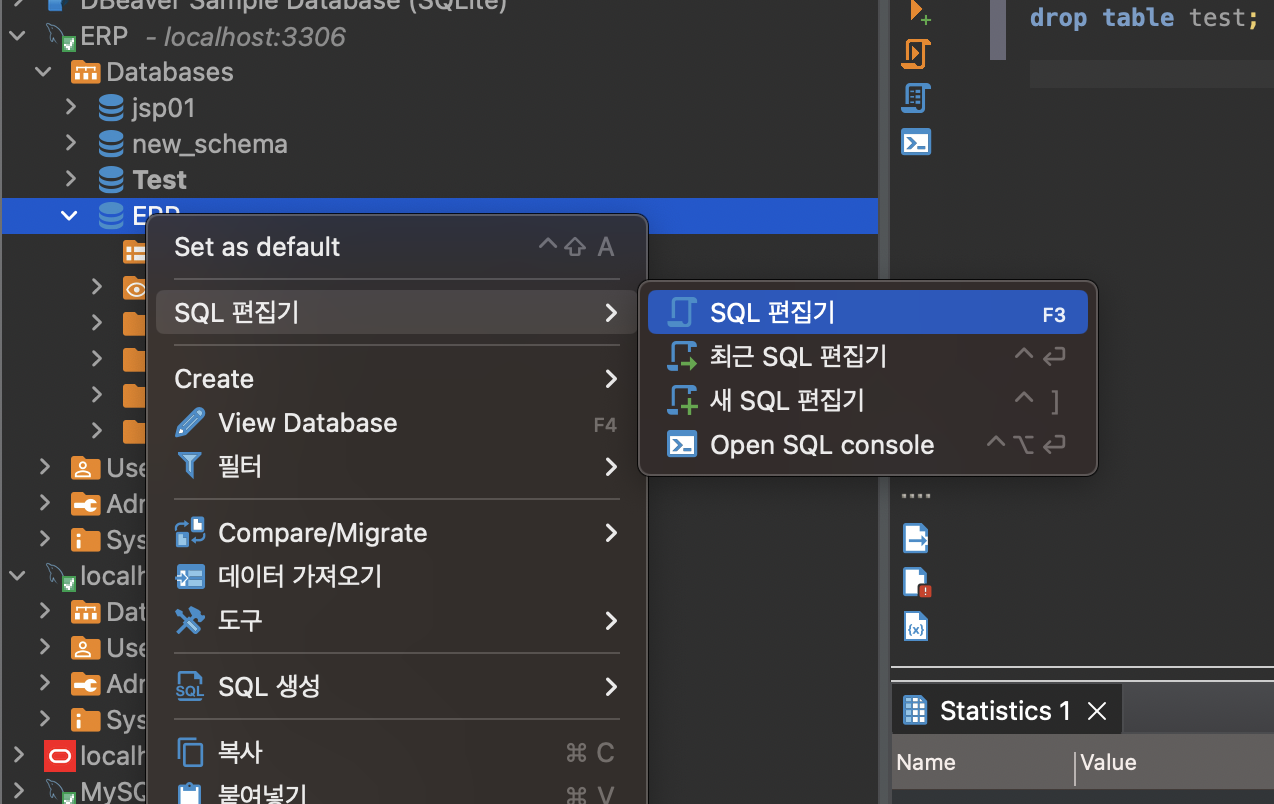 DBeaver Sample Database (SQLite)
ERP - localhost:3306
Databases
jsp01
new_schema
Test
ERP
Set as default ^⇧ A
SQL 편집기
Create
View Database F4
필터
Compare/Migrate
데이터 가져오기
도구
SQL 생성
복사 ⌘ C
붙여넣기 ⌘ V
SQL 편집기 F3
최근 SQL 편집기 ^ ↩
새 SQL 편집기 ^ ]
Open SQL console ^⌥ ↩
Use
Adr
Sys
localh
Dat
Use
Adr
Sys
localh
MySQ
drop table test;
Statistics 1
Name
Value